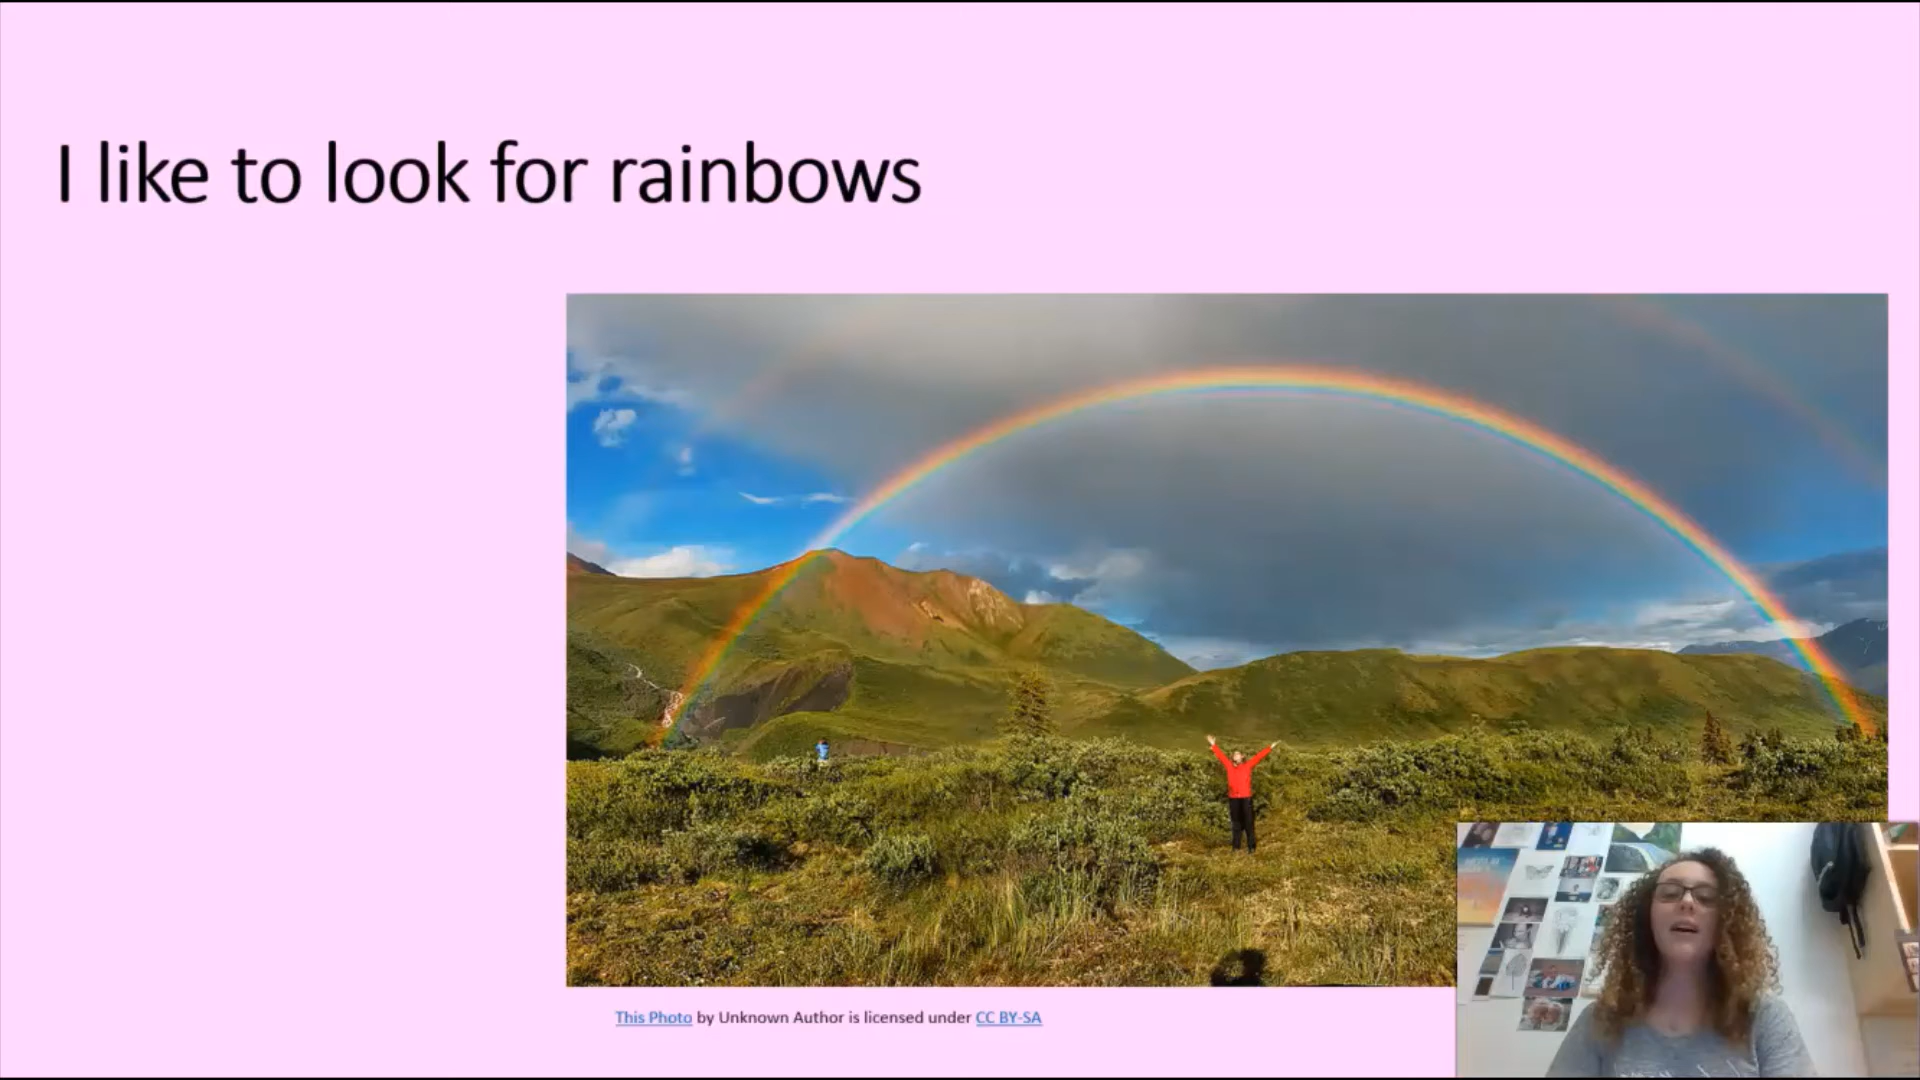 I like to look for rainbows
This Photo by Unknown Author is licensed under CC BY-SA